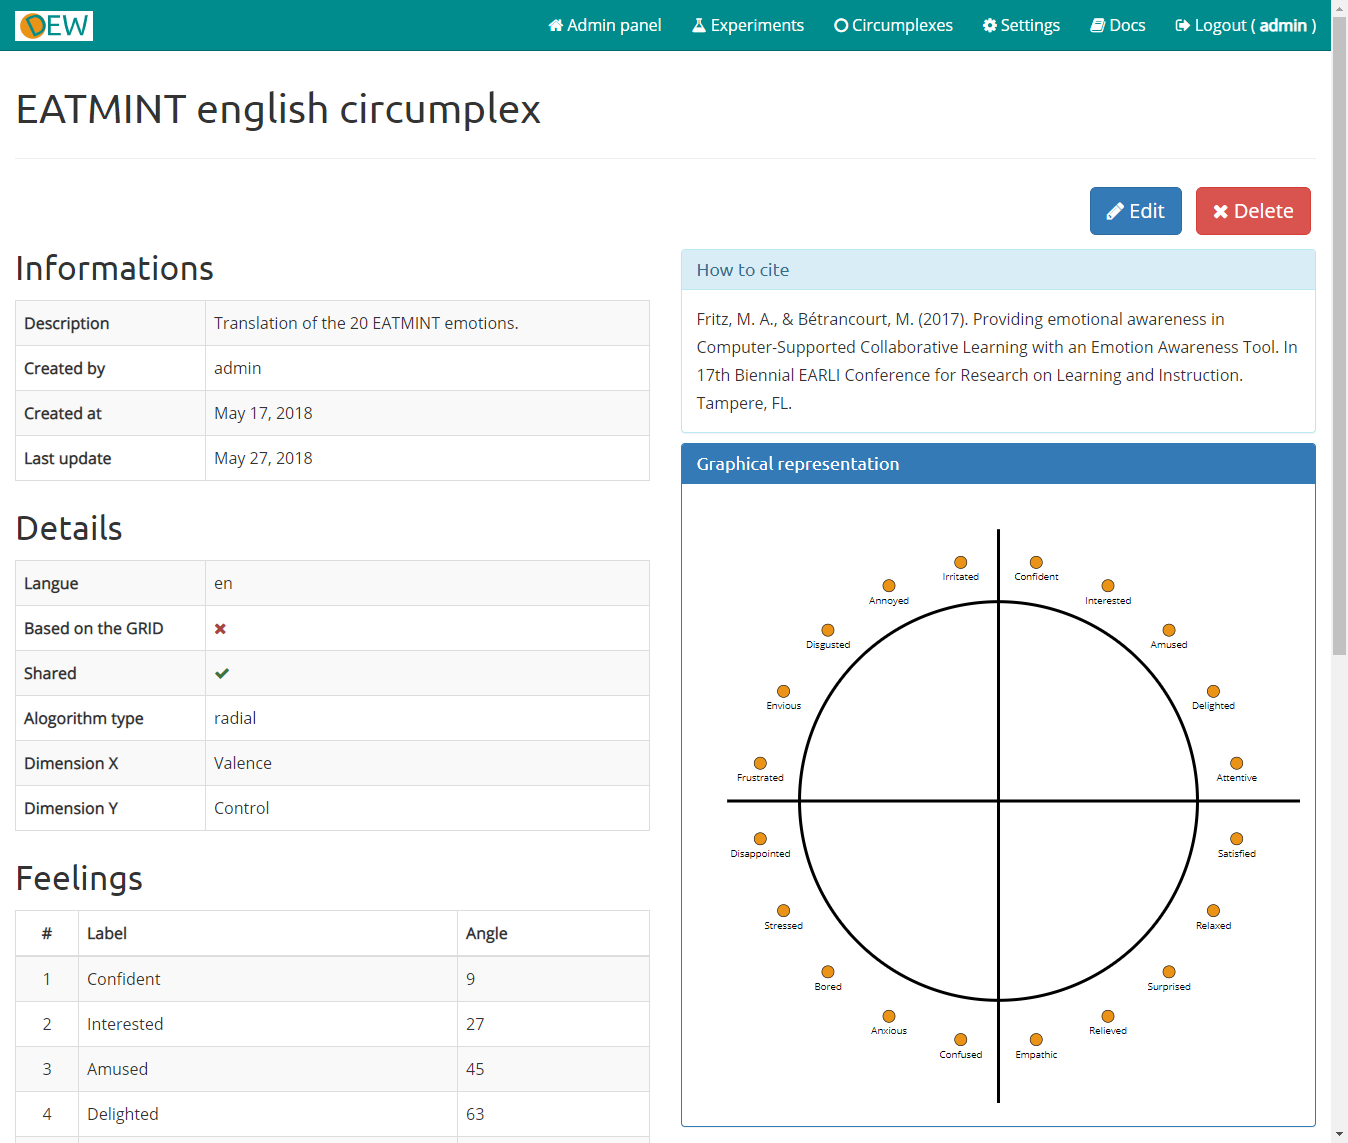 DEW
Admin panel
Experiments
Circumplexes
Settings
Docs
Logout ( admin )
EATMINT english circumplex
Edit
Delete
Informations
Description Translation of the 20 EATMINT emotions.
Created by admin
Created at May 17, 2018
Last update May 27, 2018
Details
Langue en
Based on the GRID
Shared
Alogorithm type radial
Dimension X Valence
Dimension Y Control
Feelings
# Label Angle
1 Confident 9
2 Interested 27
3 Amused 45
4 Delighted 63
How to cite
Fritz, M. A., & Bétrancourt, M. (2017). Providing emotional awareness in
Computer-Supported Collaborative Learning with an Emotion Awareness Tool. In
17th Biennial EARLI Conference for Research on Learning and Instruction.
Tampere, FL.
Graphical representation
Irritated
Confident
Annoyed
Interested
Disgusted
Amused
Envious
Delighted
Frustrated
Attentive
Disappointed
Satisfied
Stressed
Relaxed
Bored
Surprised
Anxious
Relieved
Confused
Empathic